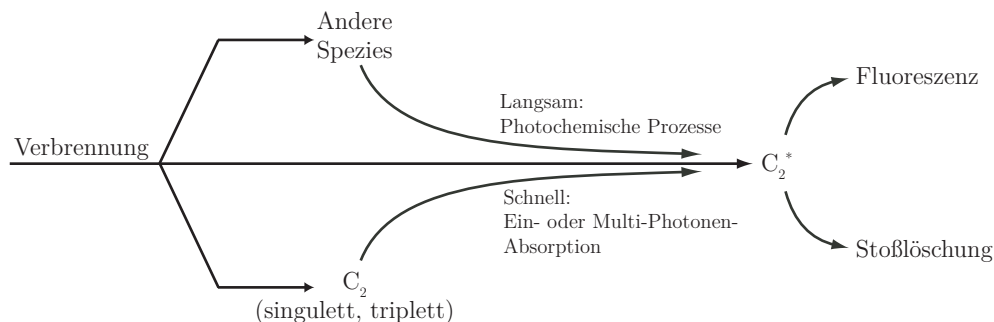 Andere
Spezies
Fluoreszenz
Langsam:
Photochemische Prozesse
Verbrennung
C₂*
Schnell:
Ein- oder Multi-Photonen-
Absorption
Stoßlöschung
C₂
(singulett, triplett)